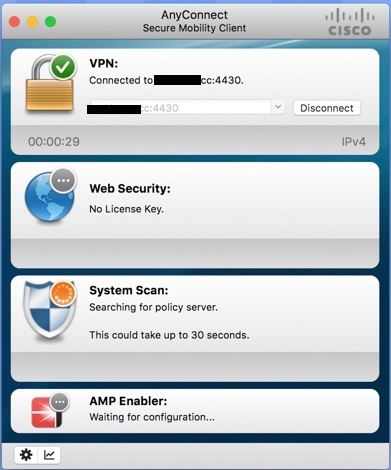 AnyConnect
Secure Mobility Client
CISCO
VPN:
Connected to cc:4430.
cc:4430
Disconnect
00:00:29
IPv4
Web Security:
No License Key.
System Scan:
Searching for policy server.
This could take up to 30 seconds.
AMP Enabler:
Waiting for configuration...